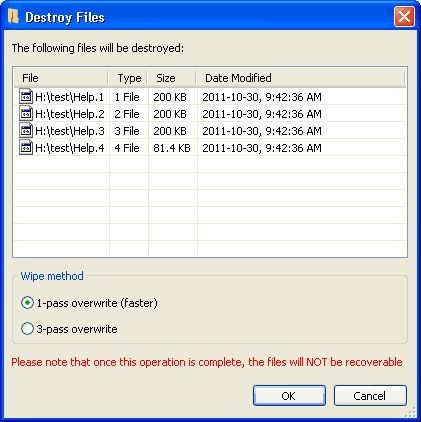 Destroy Files
The following files will be destroyed:
File Type Size Date Modified
H:\test\Help.1 1 File 200 KB 2011-10-30, 9:42:36 AM
H:\test\Help.2 2 File 200 KB 2011-10-30, 9:42:36 AM
H:\test\Help.3 3 File 200 KB 2011-10-30, 9:42:36 AM
H:\test\Help.4 4 File 81.4 KB 2011-10-30, 9:42:36 AM
Wipe method
1-pass overwrite (faster)
3-pass overwrite
Please note that once this operation is complete, the files will NOT be recoverable
OK Cancel